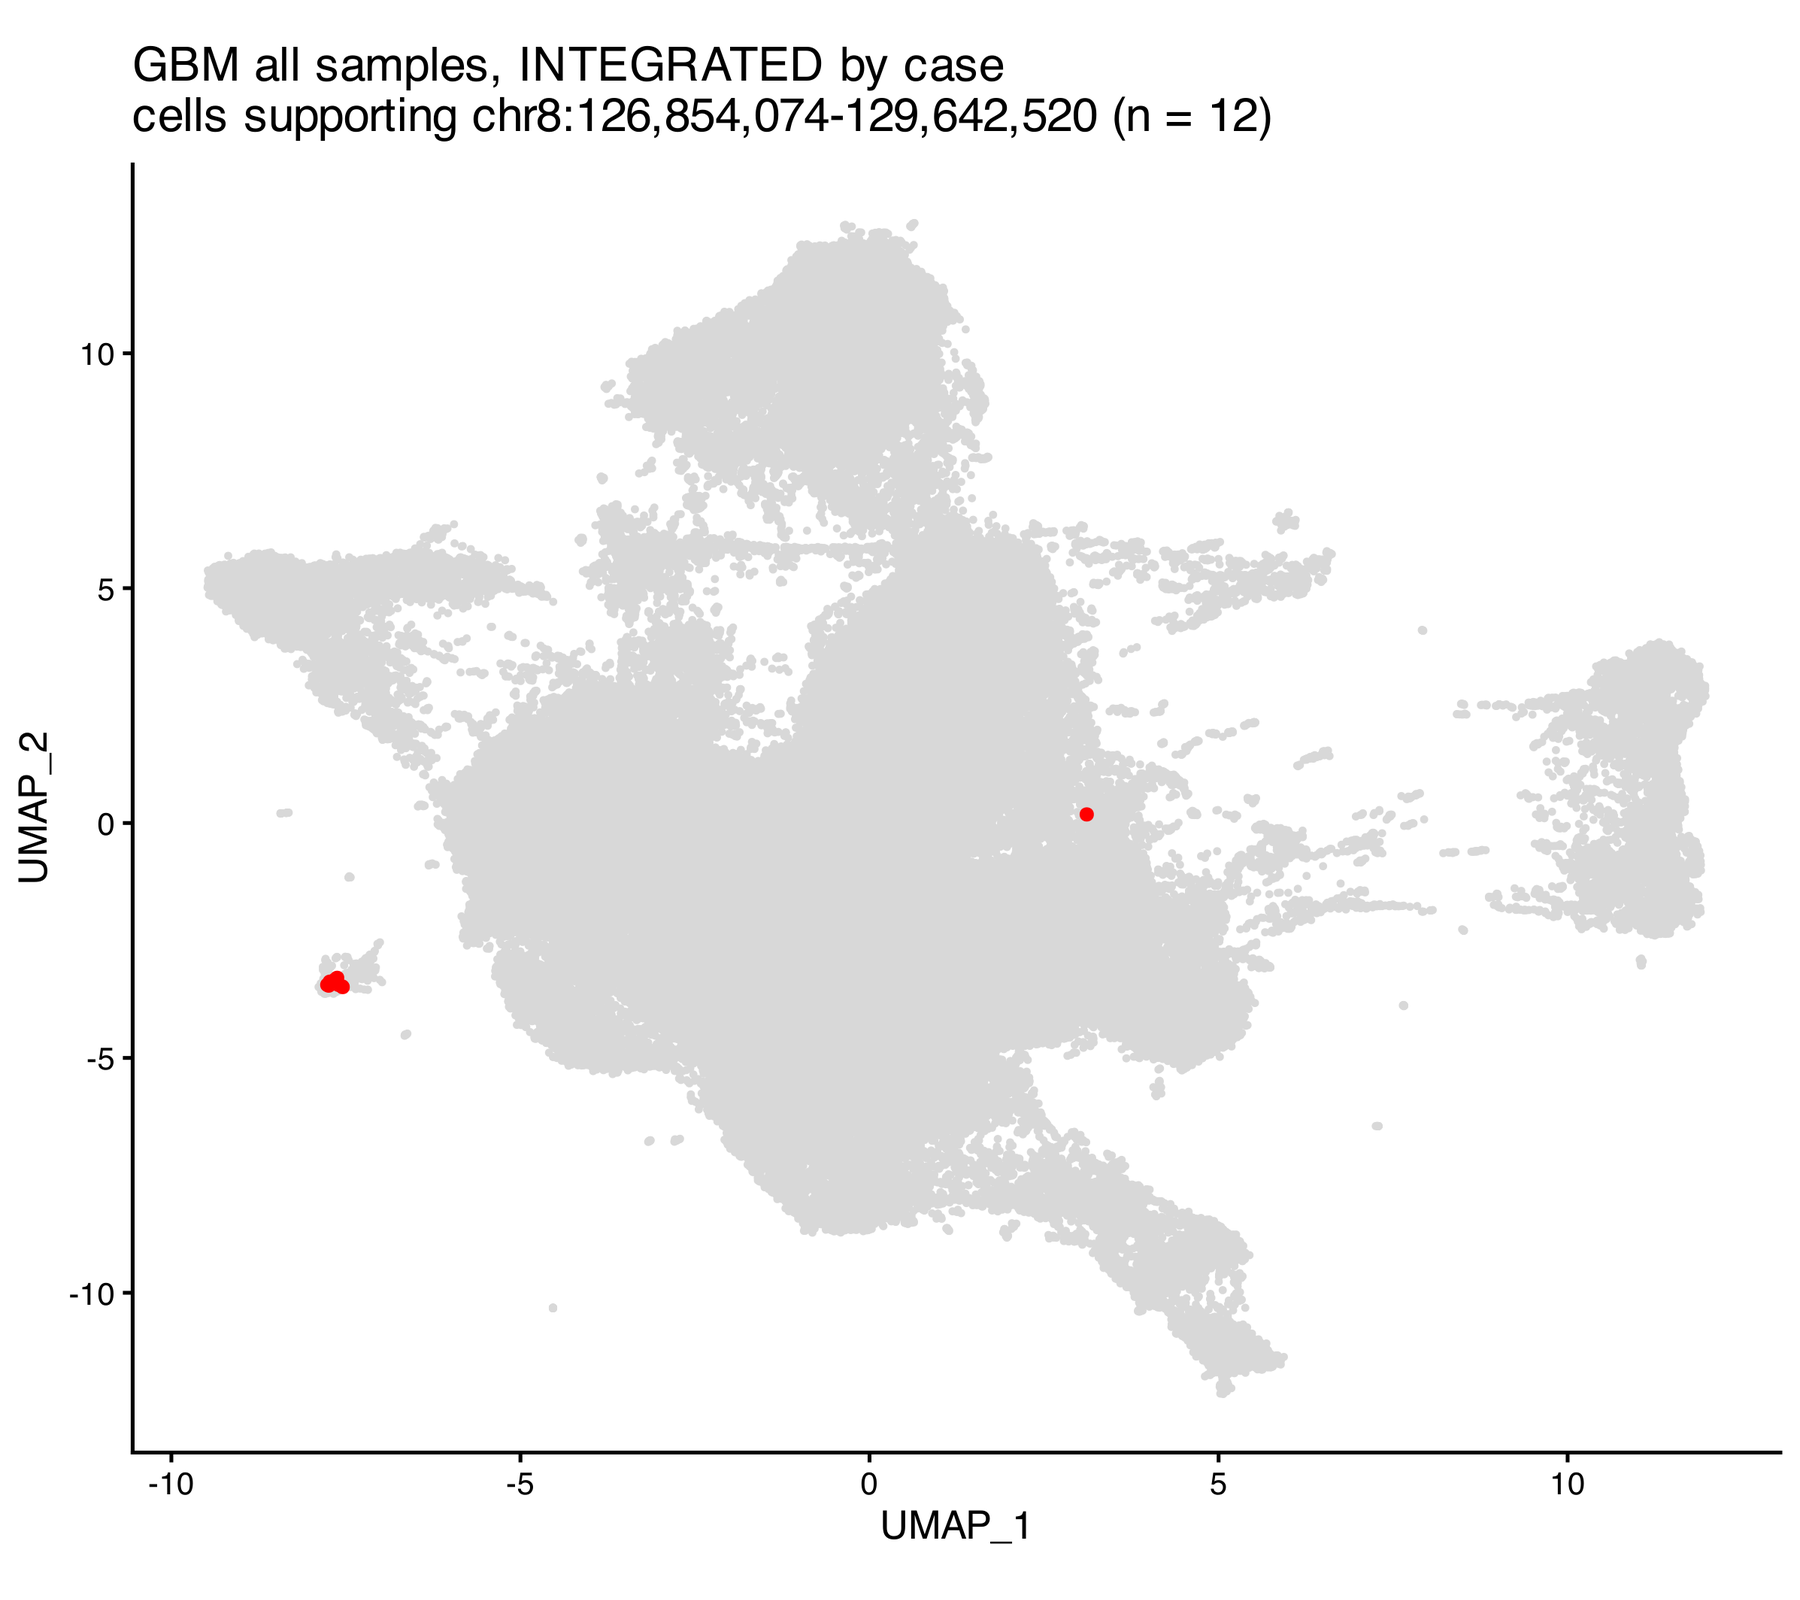 GBM all samples, INTEGRATED by case
cells supporting chr8:126,854,074-129,642,520 (n = 12)
10
5
0
-5
-10
UMAP_2
-10
-5
0
5
10
UMAP_1